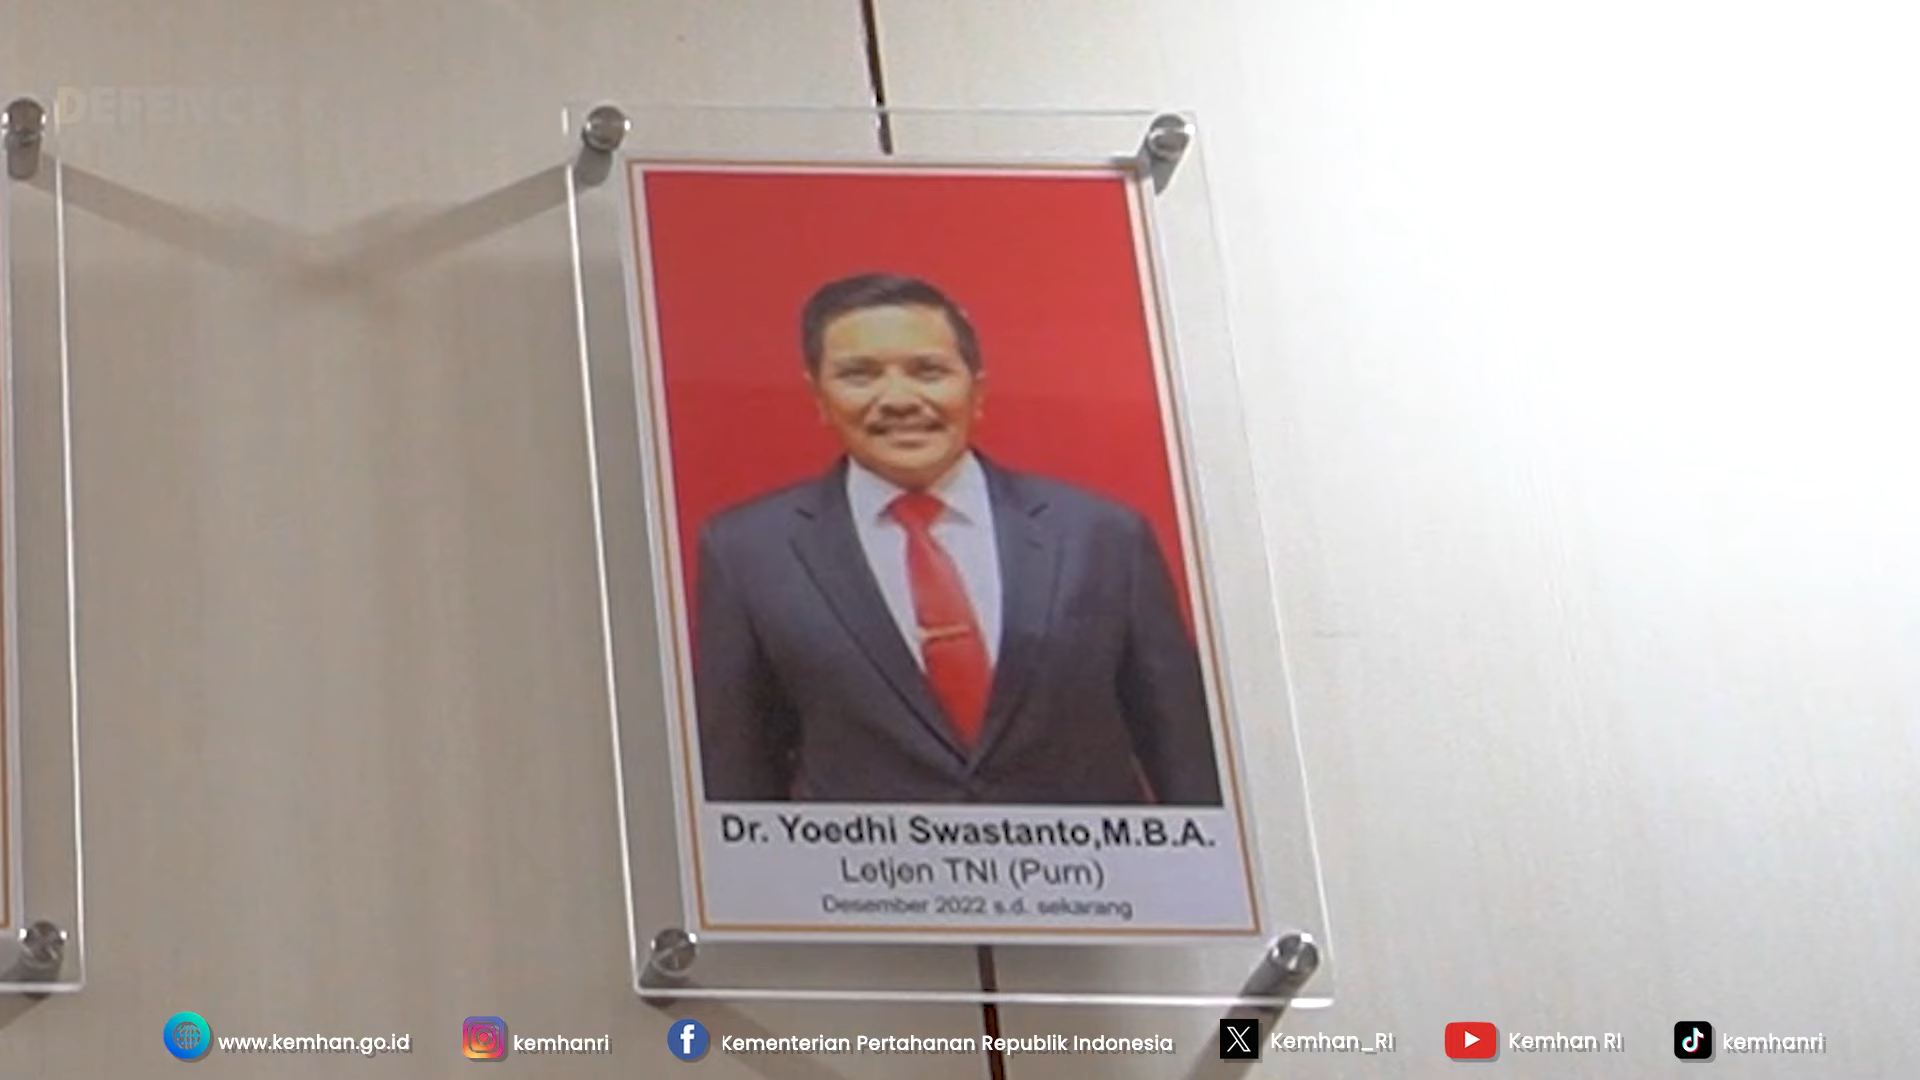 DEFENCE
Dr. Yoedhi Swastanto,M.B.A.
Letjen TNI (Purn)
Desember 2022 s.d. sekarang
www.kemhan.go.id
kemhanri
Kementerian Pertahanan Republik Indonesia
Kemhan_RI
Kemhan RI
kemhanri